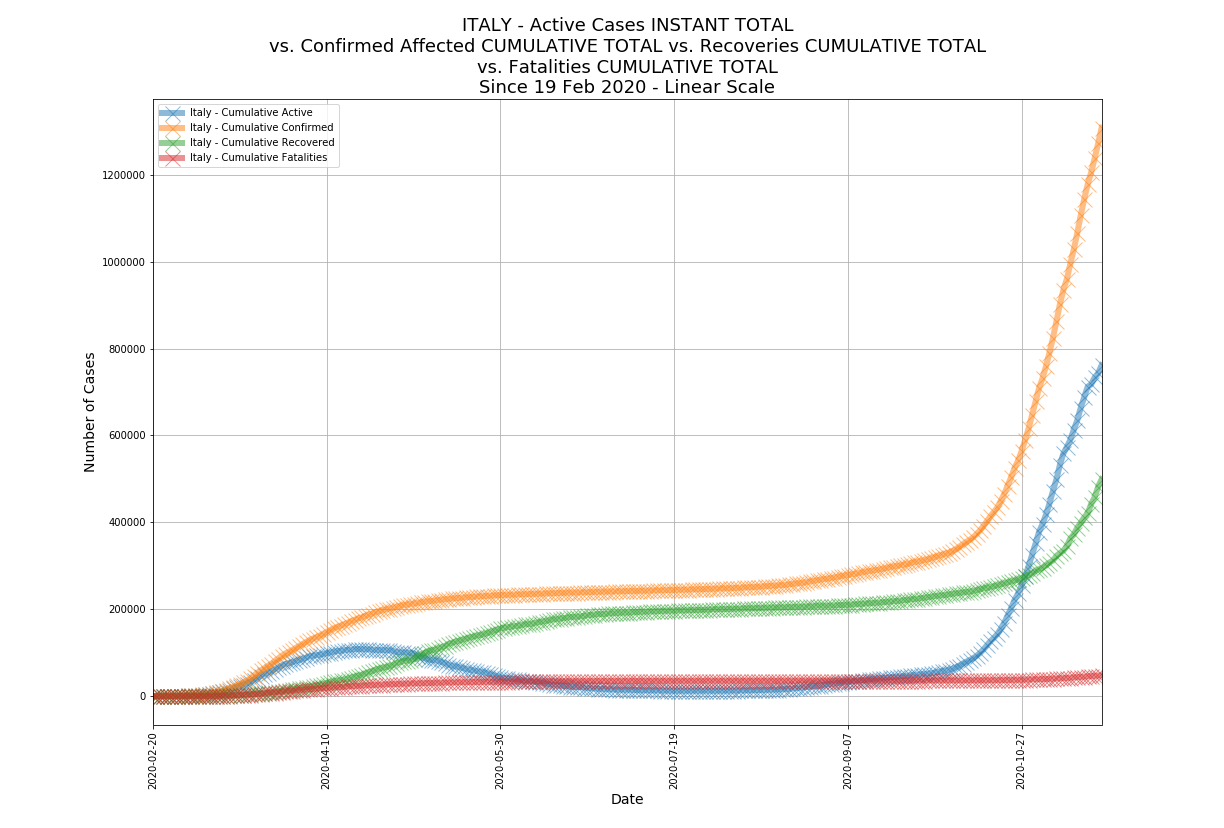 ITALY - Active Cases INSTANT TOTAL
vs. Confirmed Affected CUMULATIVE TOTAL vs. Recoveries CUMULATIVE TOTAL
vs. Fatalities CUMULATIVE TOTAL
Since 19 Feb 2020 - Linear Scale
Italy - Cumulative Active
Italy - Cumulative Confirmed
Italy - Cumulative Recovered
Italy - Cumulative Fatalities
1200000
1000000
800000
600000
400000
200000
0
Number of Cases
2020-02-20
2020-04-10
2020-05-30
2020-07-19
2020-09-07
2020-10-27
Date